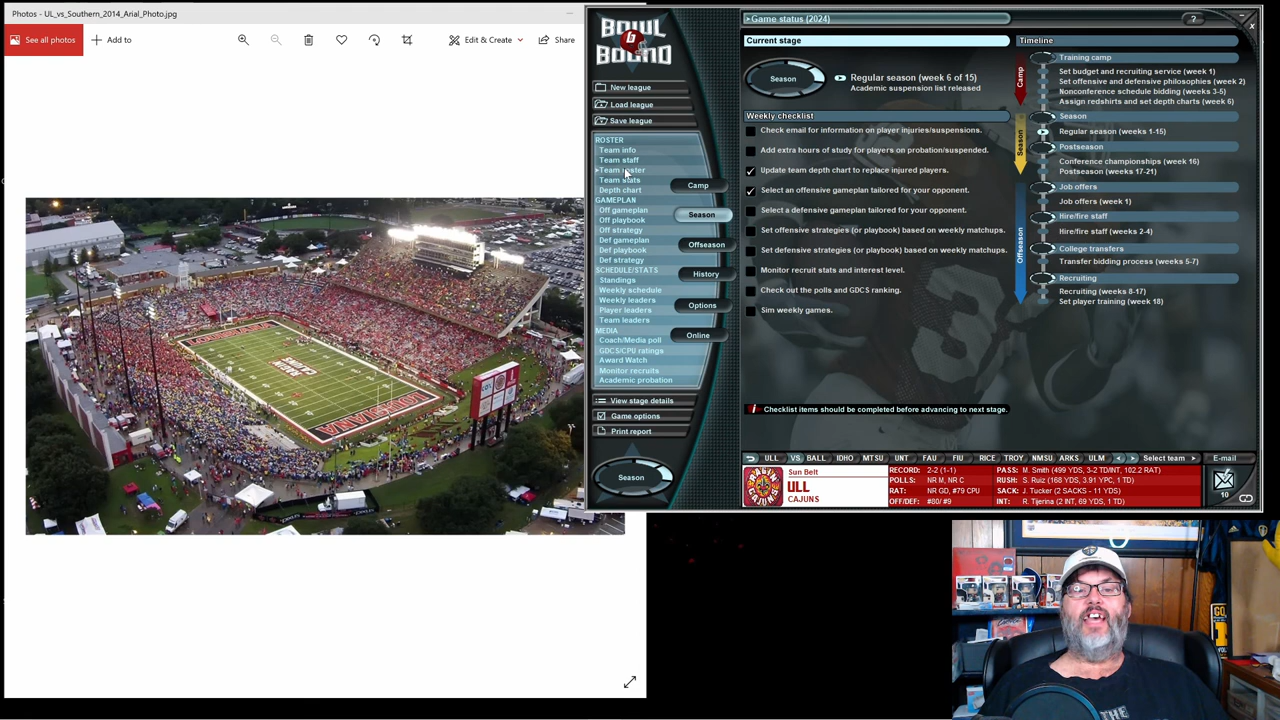 Photos - UL_vs_Southern_2014_Arial_Photo.jpg
See all photos
Add to
Edit & Create
Share
BOWL
BOUND
New league
Load league
Save league
ROSTER
Team info
Team staff
Team roster
Team stats
Depth chart
GAMEPLAN
Off gameplan
Off playbook
Off strategy
Def gameplan
Def playbook
Def strategy
SCHEDULE/STATS
Standings
Weekly schedule
Weekly leaders
Player leaders
Team leaders
MEDIA
Coach/Media poll
GDCS/CPU ratings
Award Watch
Monitor recruits
Academic probation
Camp
Season
Offseason
History
Options
Online
View stage details
Game options
Print report
Season
Game status (2024)
?
x
Current stage
Season
Regular season (week 6 of 15)
Academic suspension list released
Weekly checklist
Check email for information on player injuries/suspensions.
Add extra hours of study for players on probation/suspended.
Update team depth chart to replace injured players.
Select an offensive gameplan tailored for your opponent.
Select a defensive gameplan tailored for your opponent.
Set offensive strategies (or playbook) based on weekly matchups.
Set defensive strategies (or playbook) based on weekly matchups.
Monitor recruit stats and interest level.
Check out the polls and GDCS ranking.
Sim weekly games.
Checklist items should be completed before advancing to next stage.
Timeline
Camp
Season
Offseason
Training camp
Set budget and recruiting service (week 1)
Set offensive and defensive philosophies (week 2)
Nonconference schedule bidding (weeks 3-5)
Assign redshirts and set depth charts (week 6)
Season
Regular season (weeks 1-15)
Postseason
Conference championships (week 16)
Postseason (weeks 17-21)
Job offers
Job offers (week 1)
Hire/fire staff
Hire/fire staff (weeks 2-4)
College transfers
Transfer bidding process (weeks 5-7)
Recruiting
Recruiting (weeks 8-17)
Set player training (week 18)
ULL VS BALL IDHO MTSU UNT FAU FIU RICE TROY NMSU ARKS ULM Select team E-mail
Sun Belt
ULL
CAJUNS
RECORD: 2-2 (1-1)
POLLS: NR M, NR C
RAT: NR GD, #79 CPU
OFF/DEF: #80/ #9
PASS: M. Smith (499 YDS, 3-2 TD/INT, 102.2 RAT)
RUSH: S. Ruiz (168 YDS, 3.91 YPC, 1 TD)
SACK: J. Tucker (2 SACKS - 11 YDS)
INT: R. Tijerina (2 INT, 69 YDS, 1 TD)
10
THE